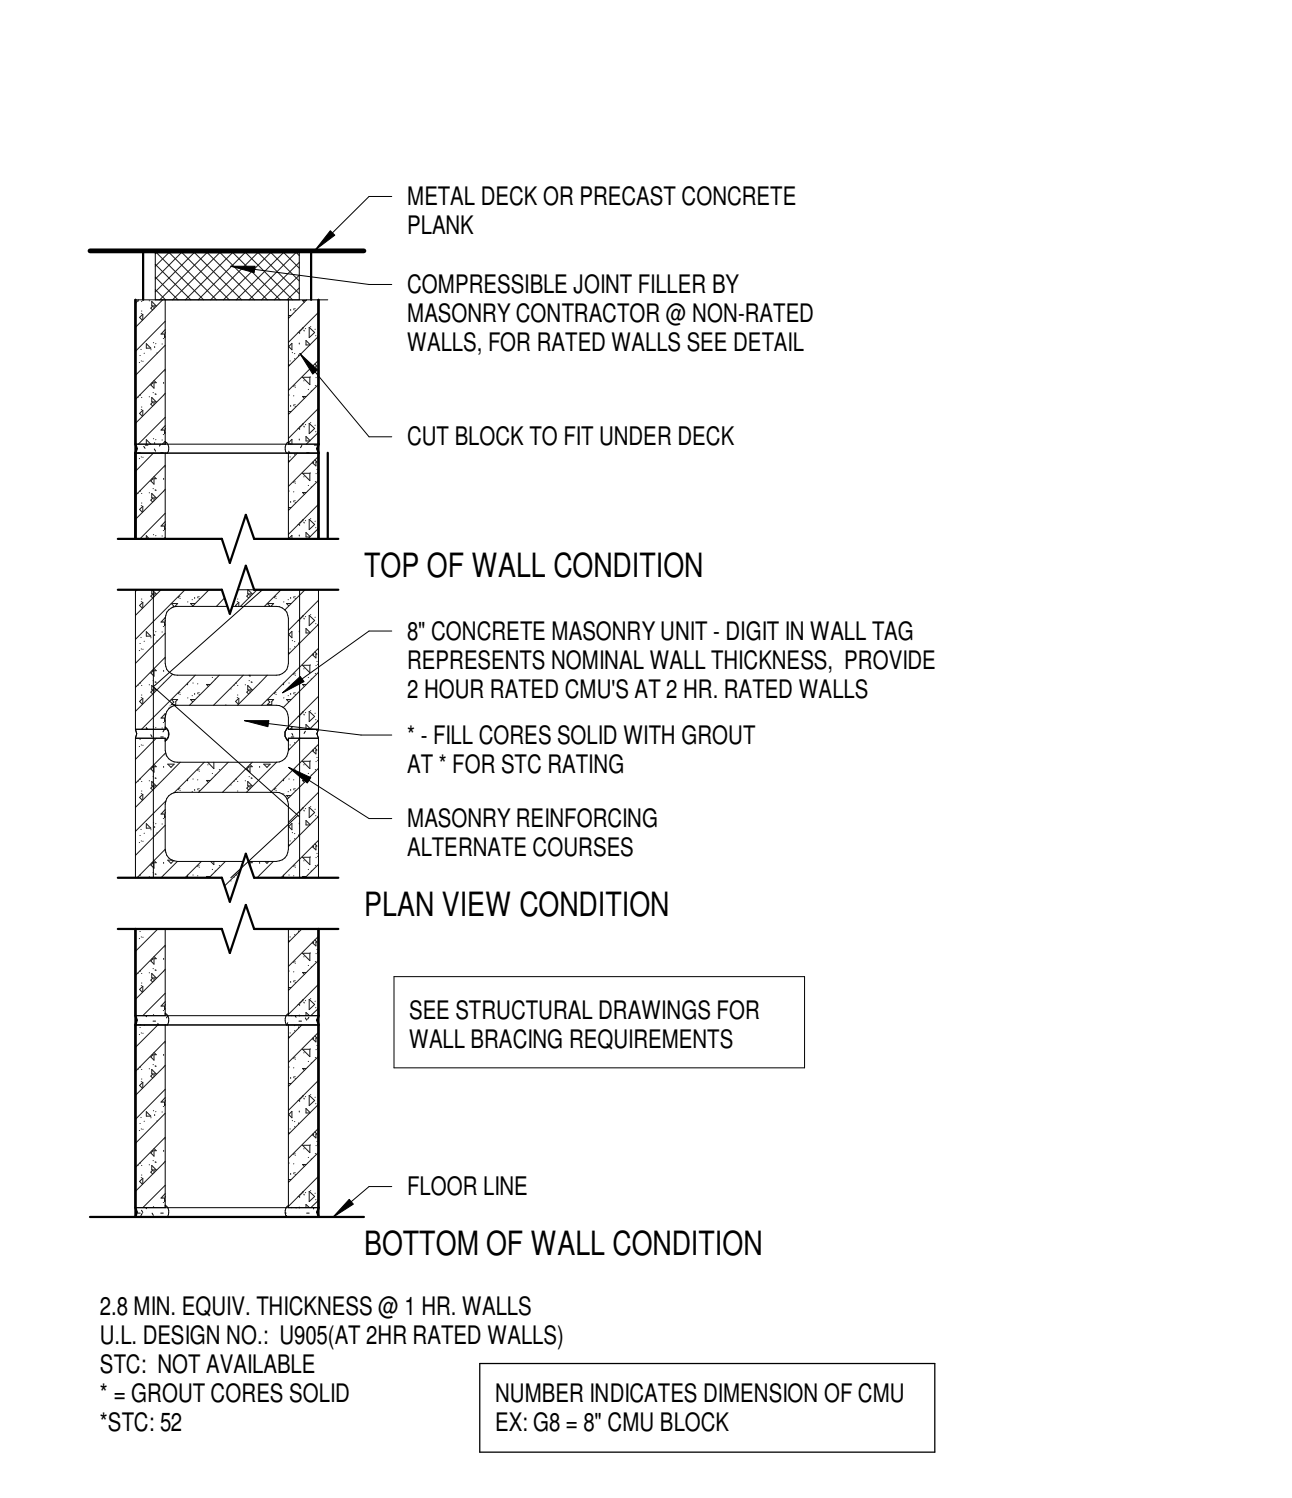 METAL DECK OR PRECAST CONCRETE
PLANK
COMPRESSIBLE JOINT FILLER BY
MASONRY CONTRACTOR @ NON-RATED
WALLS, FOR RATED WALLS SEE DETAIL
CUT BLOCK TO FIT UNDER DECK
TOP OF WALL CONDITION
8" CONCRETE MASONRY UNIT - DIGIT IN WALL TAG
REPRESENTS NOMINAL WALL THICKNESS, PROVIDE
2 HOUR RATED CMU'S AT 2 HR. RATED WALLS
* - FILL CORES SOLID WITH GROUT
AT * FOR STC RATING
MASONRY REINFORCING
ALTERNATE COURSES
PLAN VIEW CONDITION
SEE STRUCTURAL DRAWINGS FOR
WALL BRACING REQUIREMENTS
FLOOR LINE
BOTTOM OF WALL CONDITION
2.8 MIN. EQUIV. THICKNESS @ 1 HR. WALLS
U.L. DESIGN NO.: U905(AT 2HR RATED WALLS)
STC: NOT AVAILABLE
* = GROUT CORES SOLID
*STC: 52
NUMBER INDICATES DIMENSION OF CMU
EX: G8 = 8" CMU BLOCK